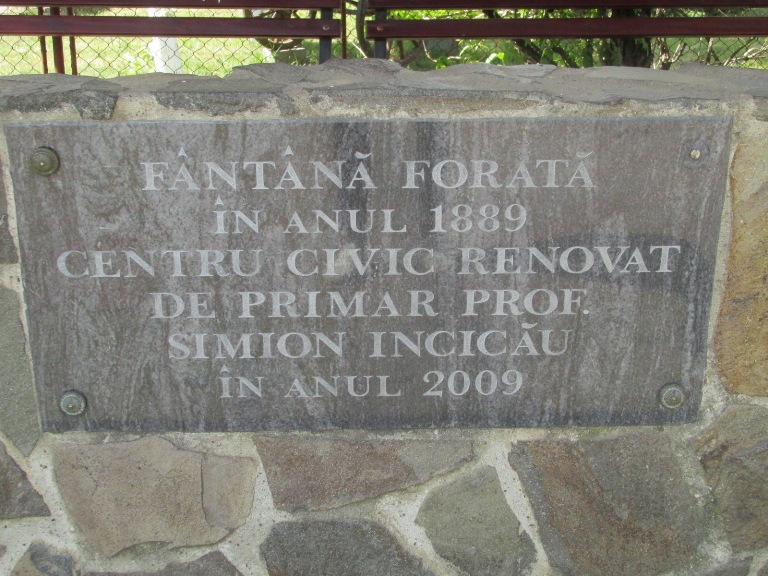 FÂNTÂNĂ FORATĂ
ÎN ANUL 1889
CENTRU CIVIC RENOVAT
DE PRIMAR PROF.
SIMION INCICĂU
ÎN ANUL 2009